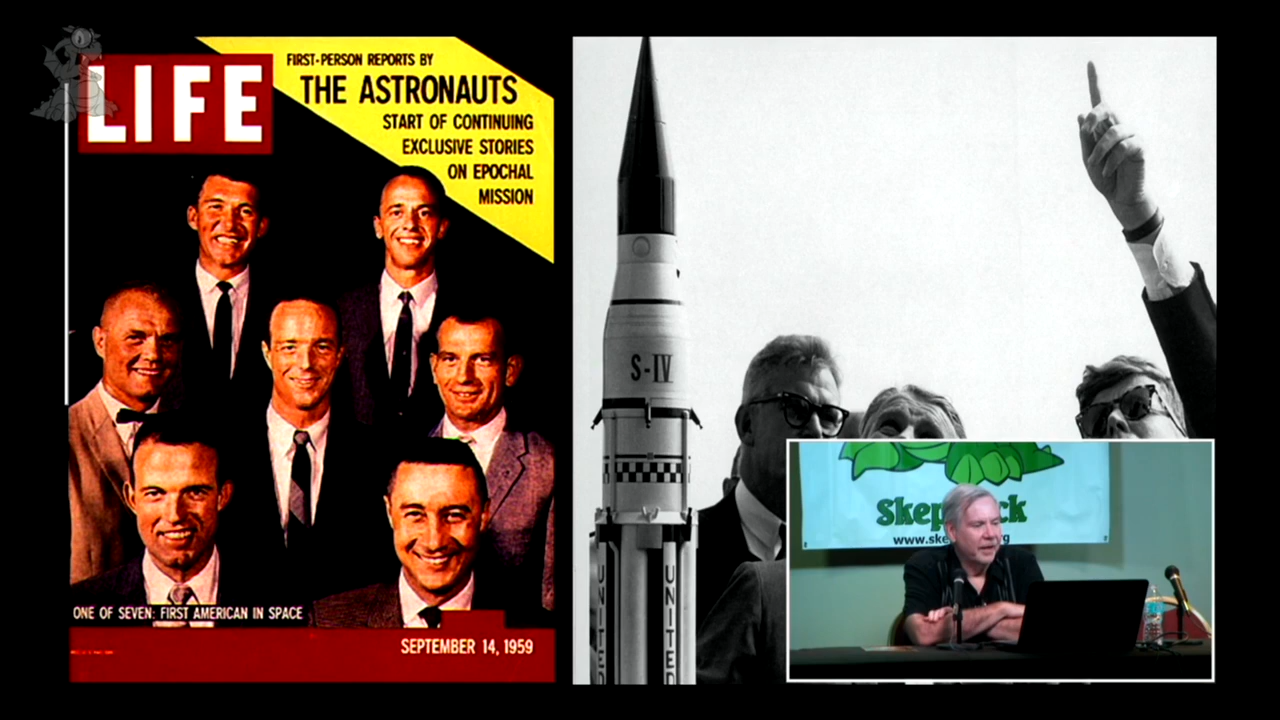 LIFE
FIRST-PERSON REPORTS BY
THE ASTRONAUTS
START OF CONTINUING
EXCLUSIVE STORIES
ON EPOCHAL
MISSION
ONE OF SEVEN: FIRST AMERICAN IN SPACE
SEPTEMBER 14, 1959
S-IV
UNITED
UNITED